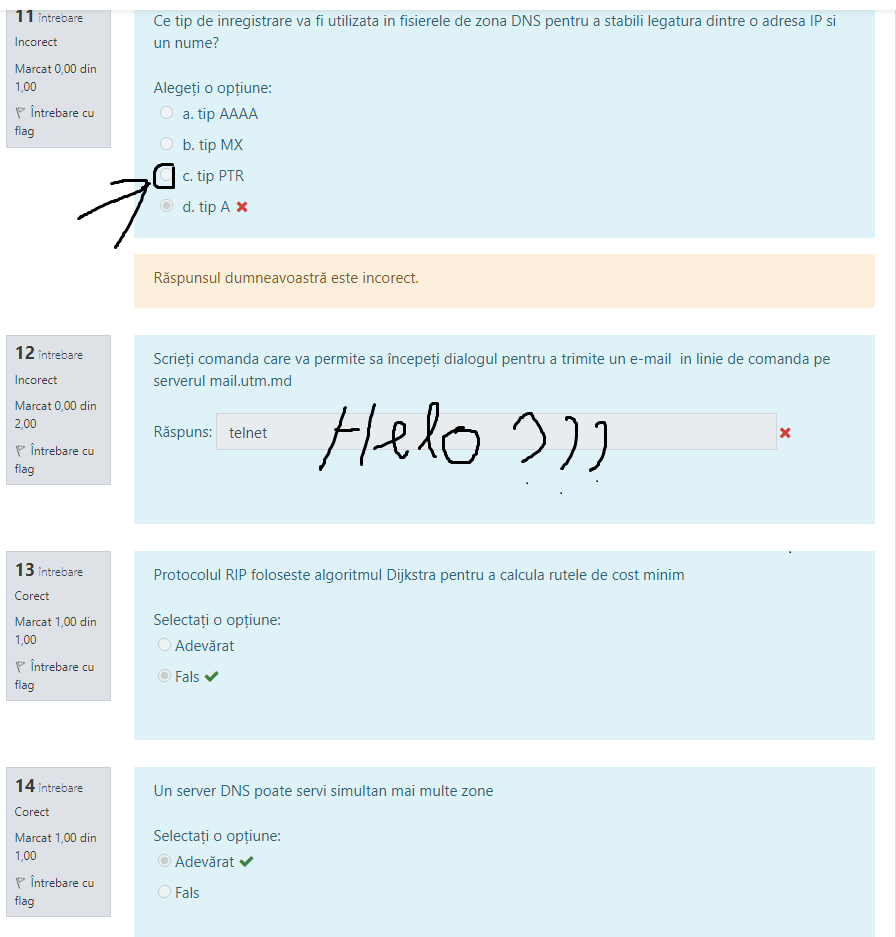 11 întrebare
Incorect
Marcat 0,00 din
1,00
Întrebare cu
flag
Ce tip de inregistrare va fi utilizata in fisierele de zona DNS pentru a stabili legatura dintre o adresa IP si
un nume?
Alegeți o opțiune:
a. tip AAAA
b. tip MX
c. tip PTR
d. tip A
Răspunsul dumneavoastră este incorect.
12 întrebare
Incorect
Marcat 0,00 din
2,00
Întrebare cu
flag
Scrieți comanda care va permite sa începeți dialogul pentru a trimite un e-mail in linie de comanda pe
serverul mail.utm.md
Răspuns: telnet
Helo ???
13 întrebare
Corect
Marcat 1,00 din
1,00
Întrebare cu
flag
Protocolul RIP foloseste algoritmul Dijkstra pentru a calcula rutele de cost minim
Selectați o opțiune:
Adevărat
Fals
14 întrebare
Corect
Marcat 1,00 din
1,00
Întrebare cu
flag
Un server DNS poate servi simultan mai multe zone
Selectați o opțiune:
Adevărat
Fals